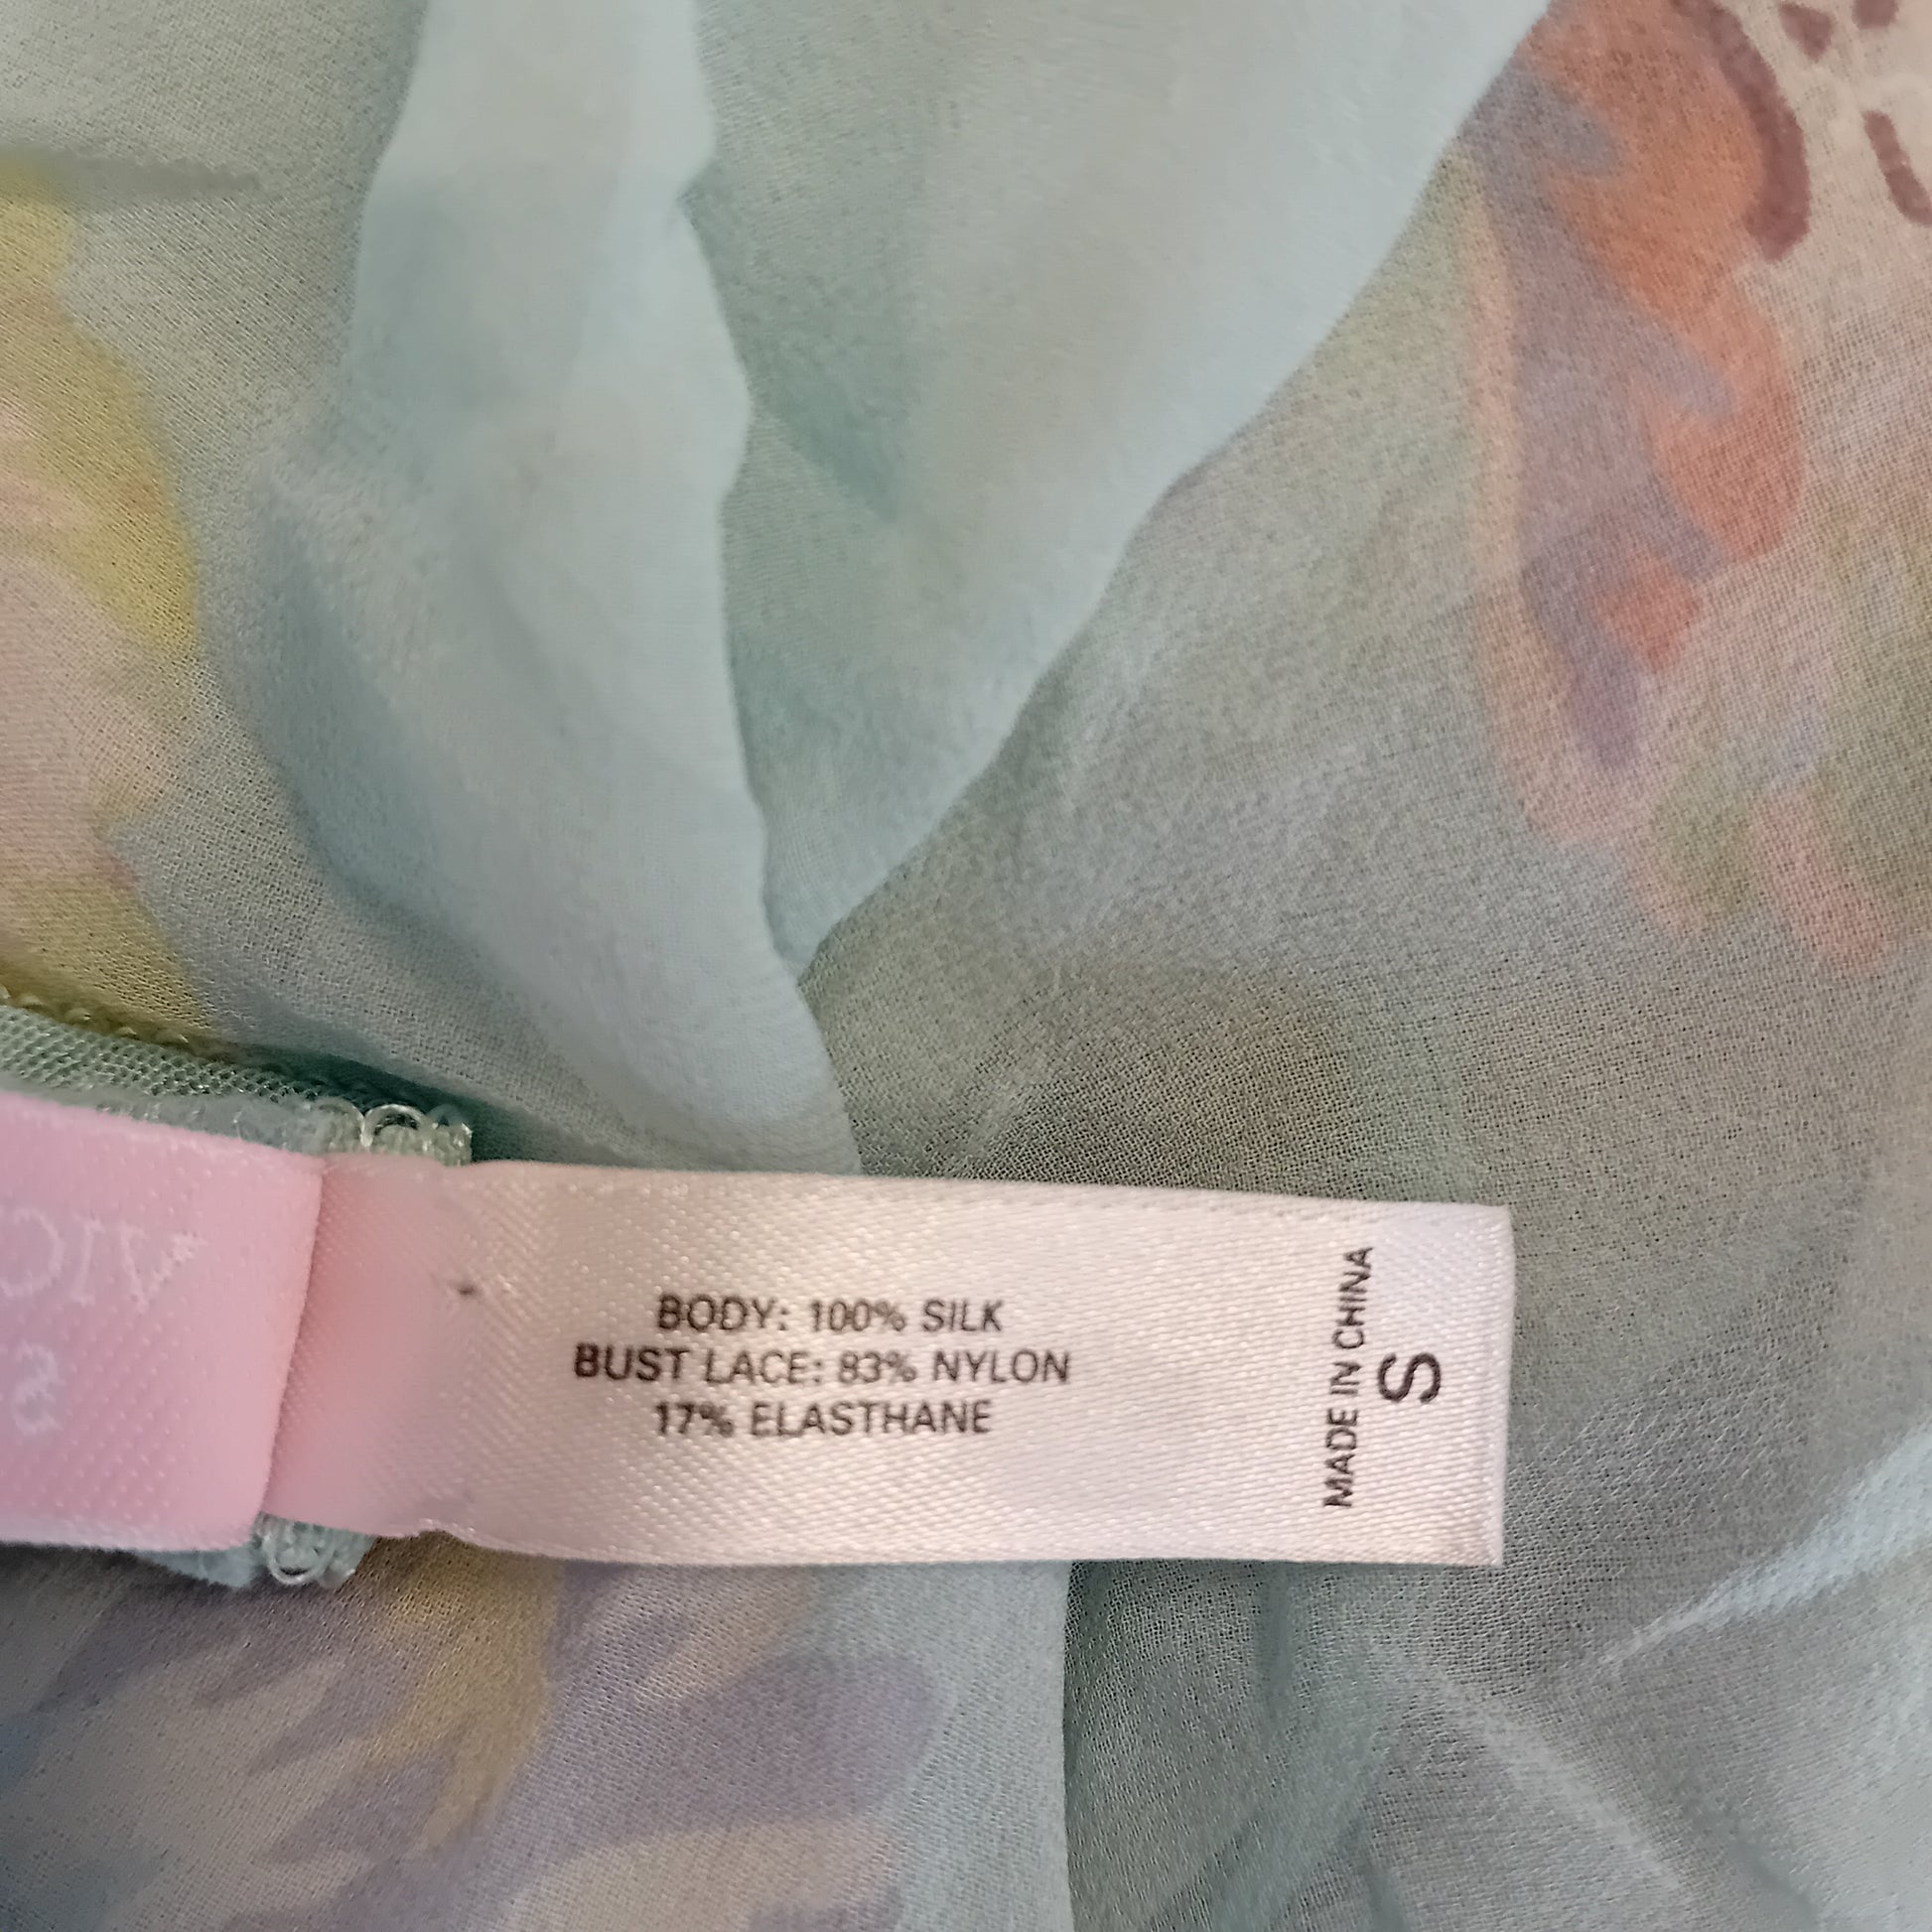 BODY: 100% SILK
BUST LACE: 83% NYLON
17% ELASTHANE
MADE IN CHINA
S